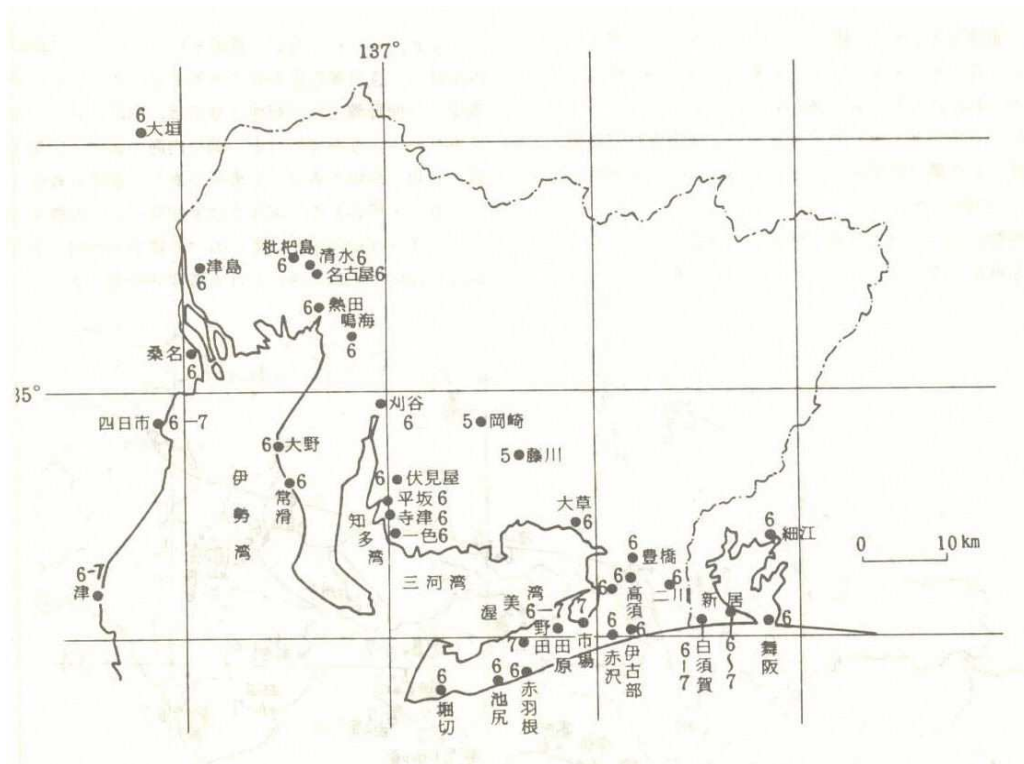 137°
6
大垣
枇杷島
6
清水6
名古屋6
津島
6
6 熱田
鳴海
6
桑名
6
35°
刈谷
6
四日市 6-7
5 岡崎
5 藤川
6 大野
6
常滑
伊勢湾
6 伏見屋
平坂6
寺津6
一色6
知多湾
三河湾
大草
6
6
豊橋
6
細江
0 10km
6-7
津
6
6
高須
6
二川
新居
6~7
渥美湾
6-7
田原
7
市場
野田
7
6
赤沢
6
伊古部
白須賀
6-7
6
舞阪
6
堀切
6
池尻
6
赤羽根